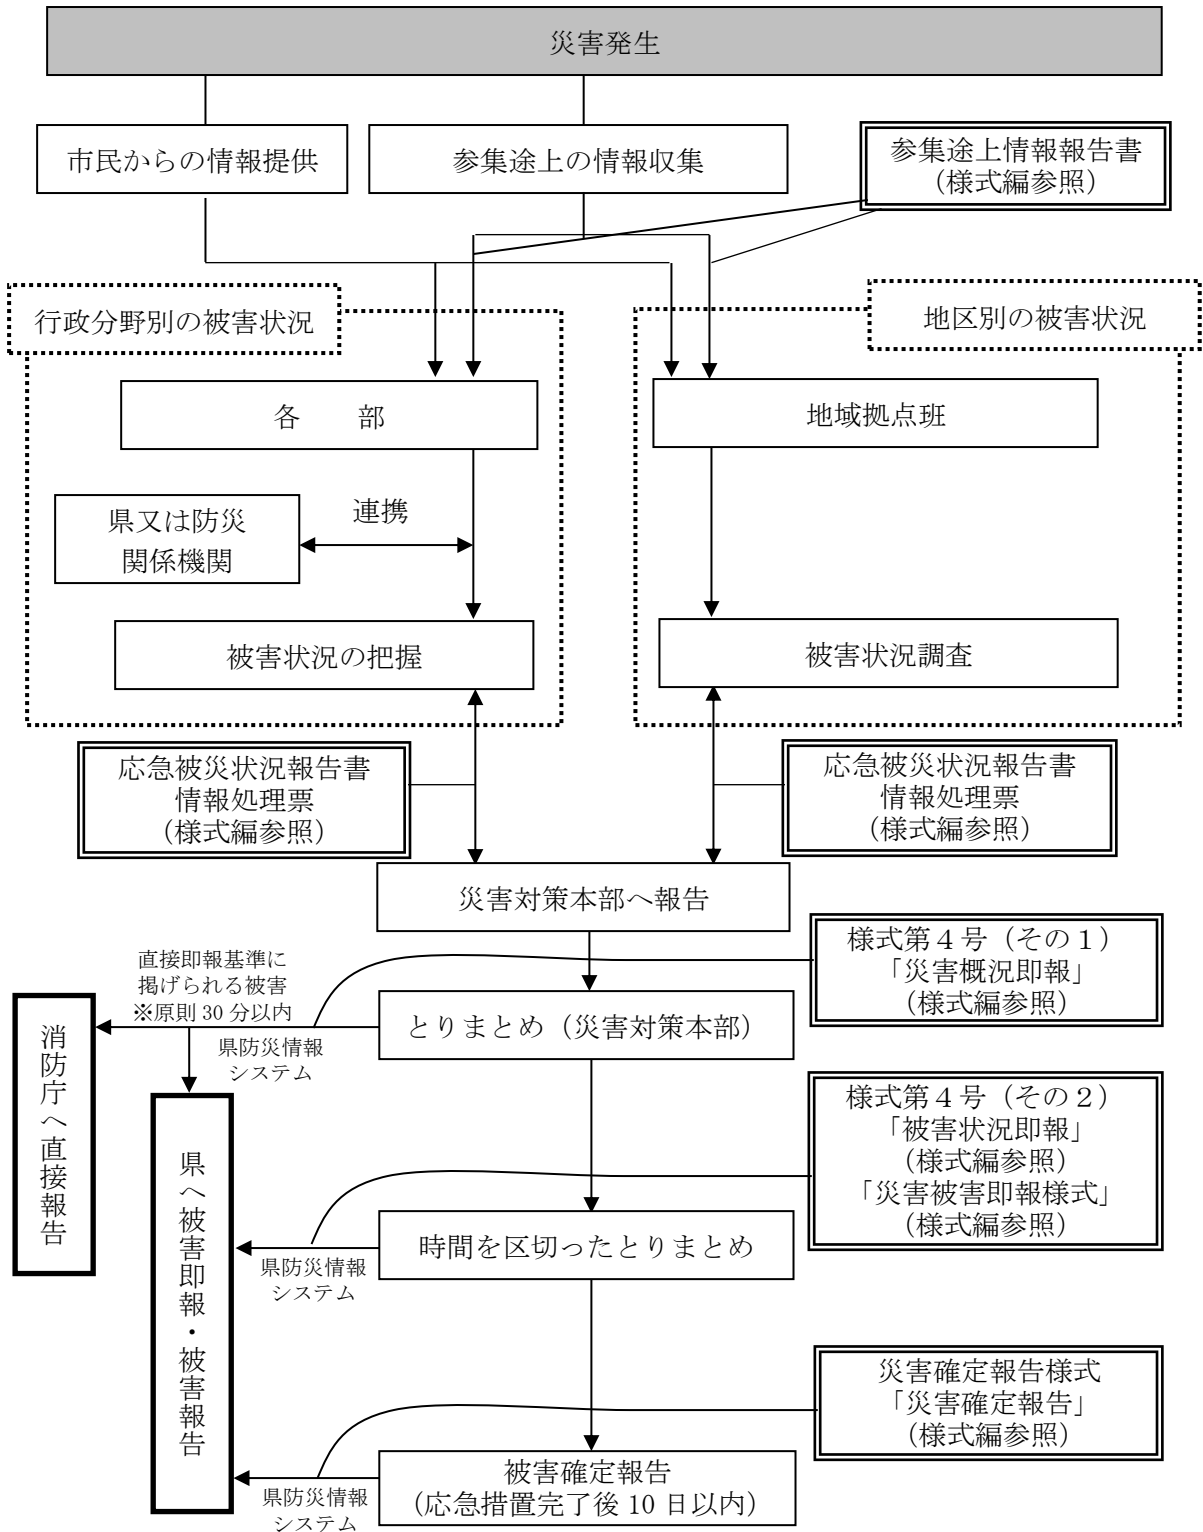 災害発生
市民からの情報提供
参集途上の情報収集
参集途上情報報告書
(様式編参照)
行政分野別の被害状況
地区別の被害状況
各　　部
地域拠点班
県又は防災
関係機関
連携
被害状況の把握
被害状況調査
応急被災状況報告書
情報処理票
(様式編参照)
応急被災状況報告書
情報処理票
(様式編参照)
災害対策本部へ報告
直接即報基準に
掲げられる被害
※原則 30 分以内
様式第４号（その１）
「災害概況即報」
(様式編参照)
消防庁へ直接報告
とりまとめ（災害対策本部）
県防災情報
システム
様式第４号（その２）
「被害状況即報」
(様式編参照)
「災害被害即報様式」
(様式編参照)
県へ被害即報・被害報告
時間を区切ったとりまとめ
県防災情報
システム
災害確定報告様式
「災害確定報告」
(様式編参照)
被害確定報告
(応急措置完了後 10 日以内)
県防災情報
システム